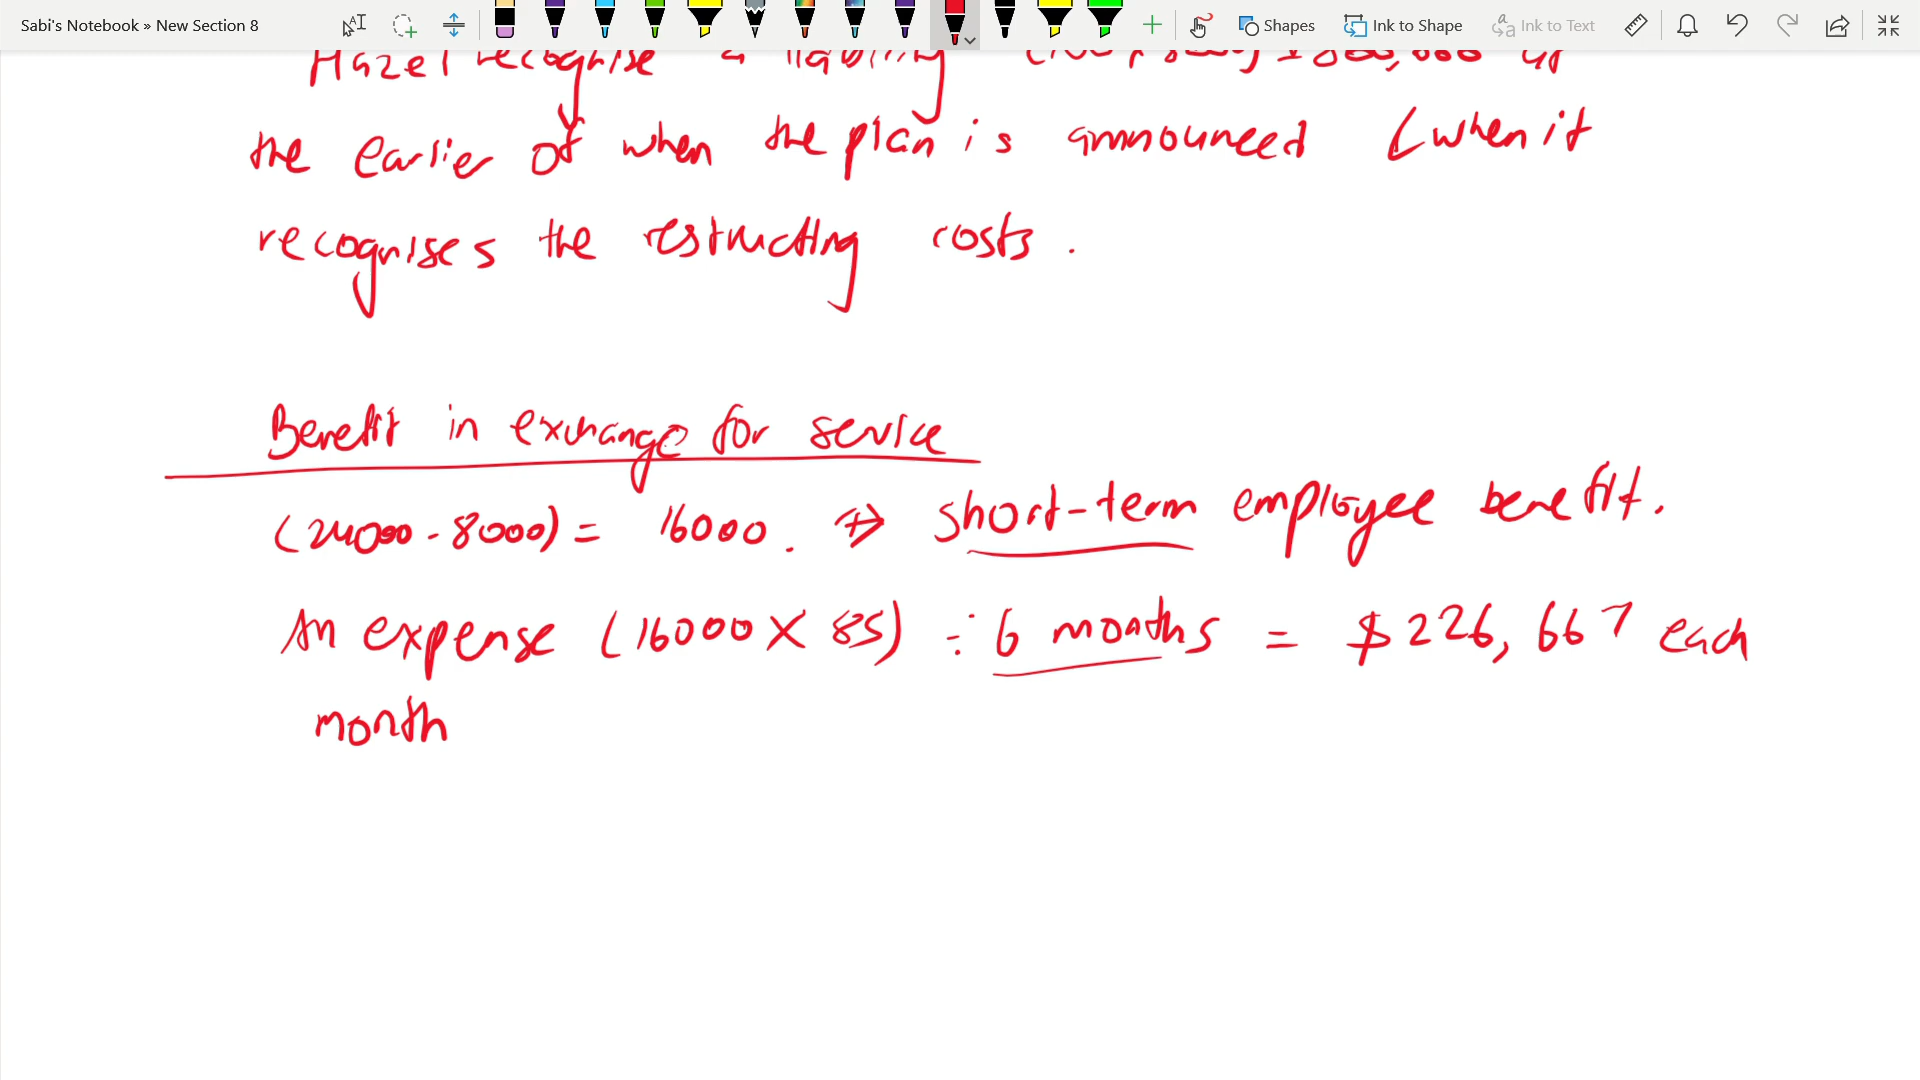 Sabi's Notebook » New Section 8
Shapes
Ink to Shape
Ink to Text
Hazel recognise a liability
the earlier of when the plan is announced (when it
recognises the restructing costs.
Benefit in exchange for service
(24000 - 8000) = 16000. ⇒ short-term employee benefit.
An expense (16000 X 85) ÷ 6 months = $ 226, 667 each
month